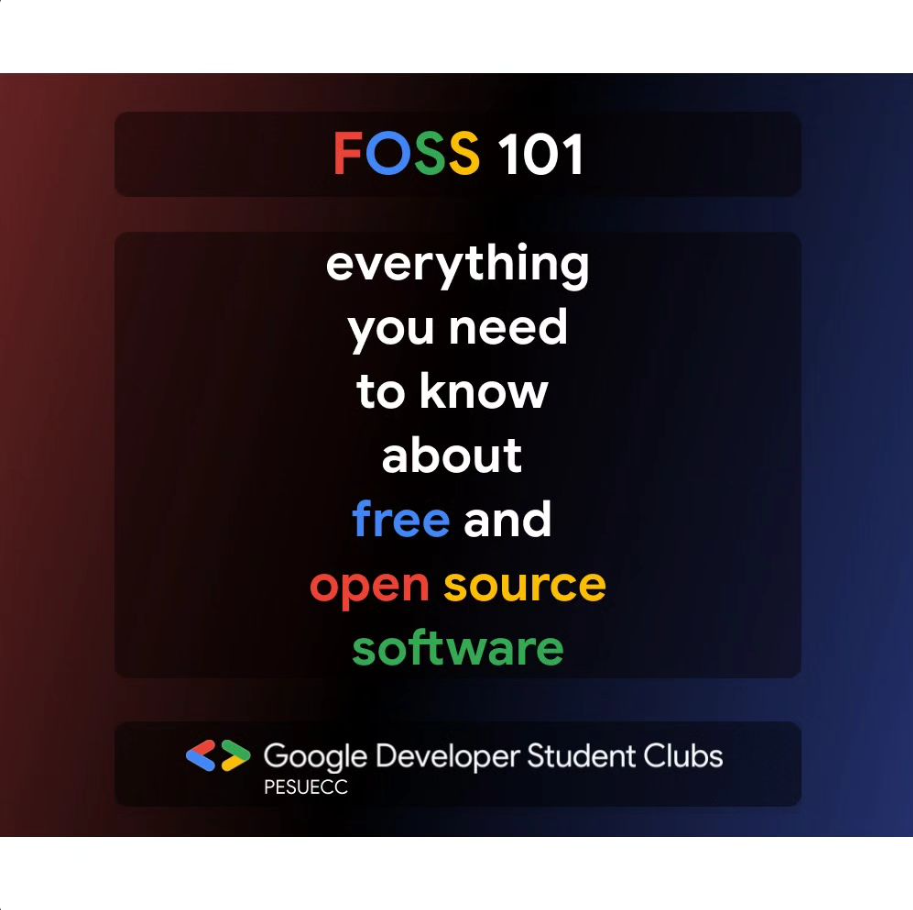 FOSS 101
everything
you need
to know
about
free and
open source
software
Google Developer Student Clubs
PESUECC